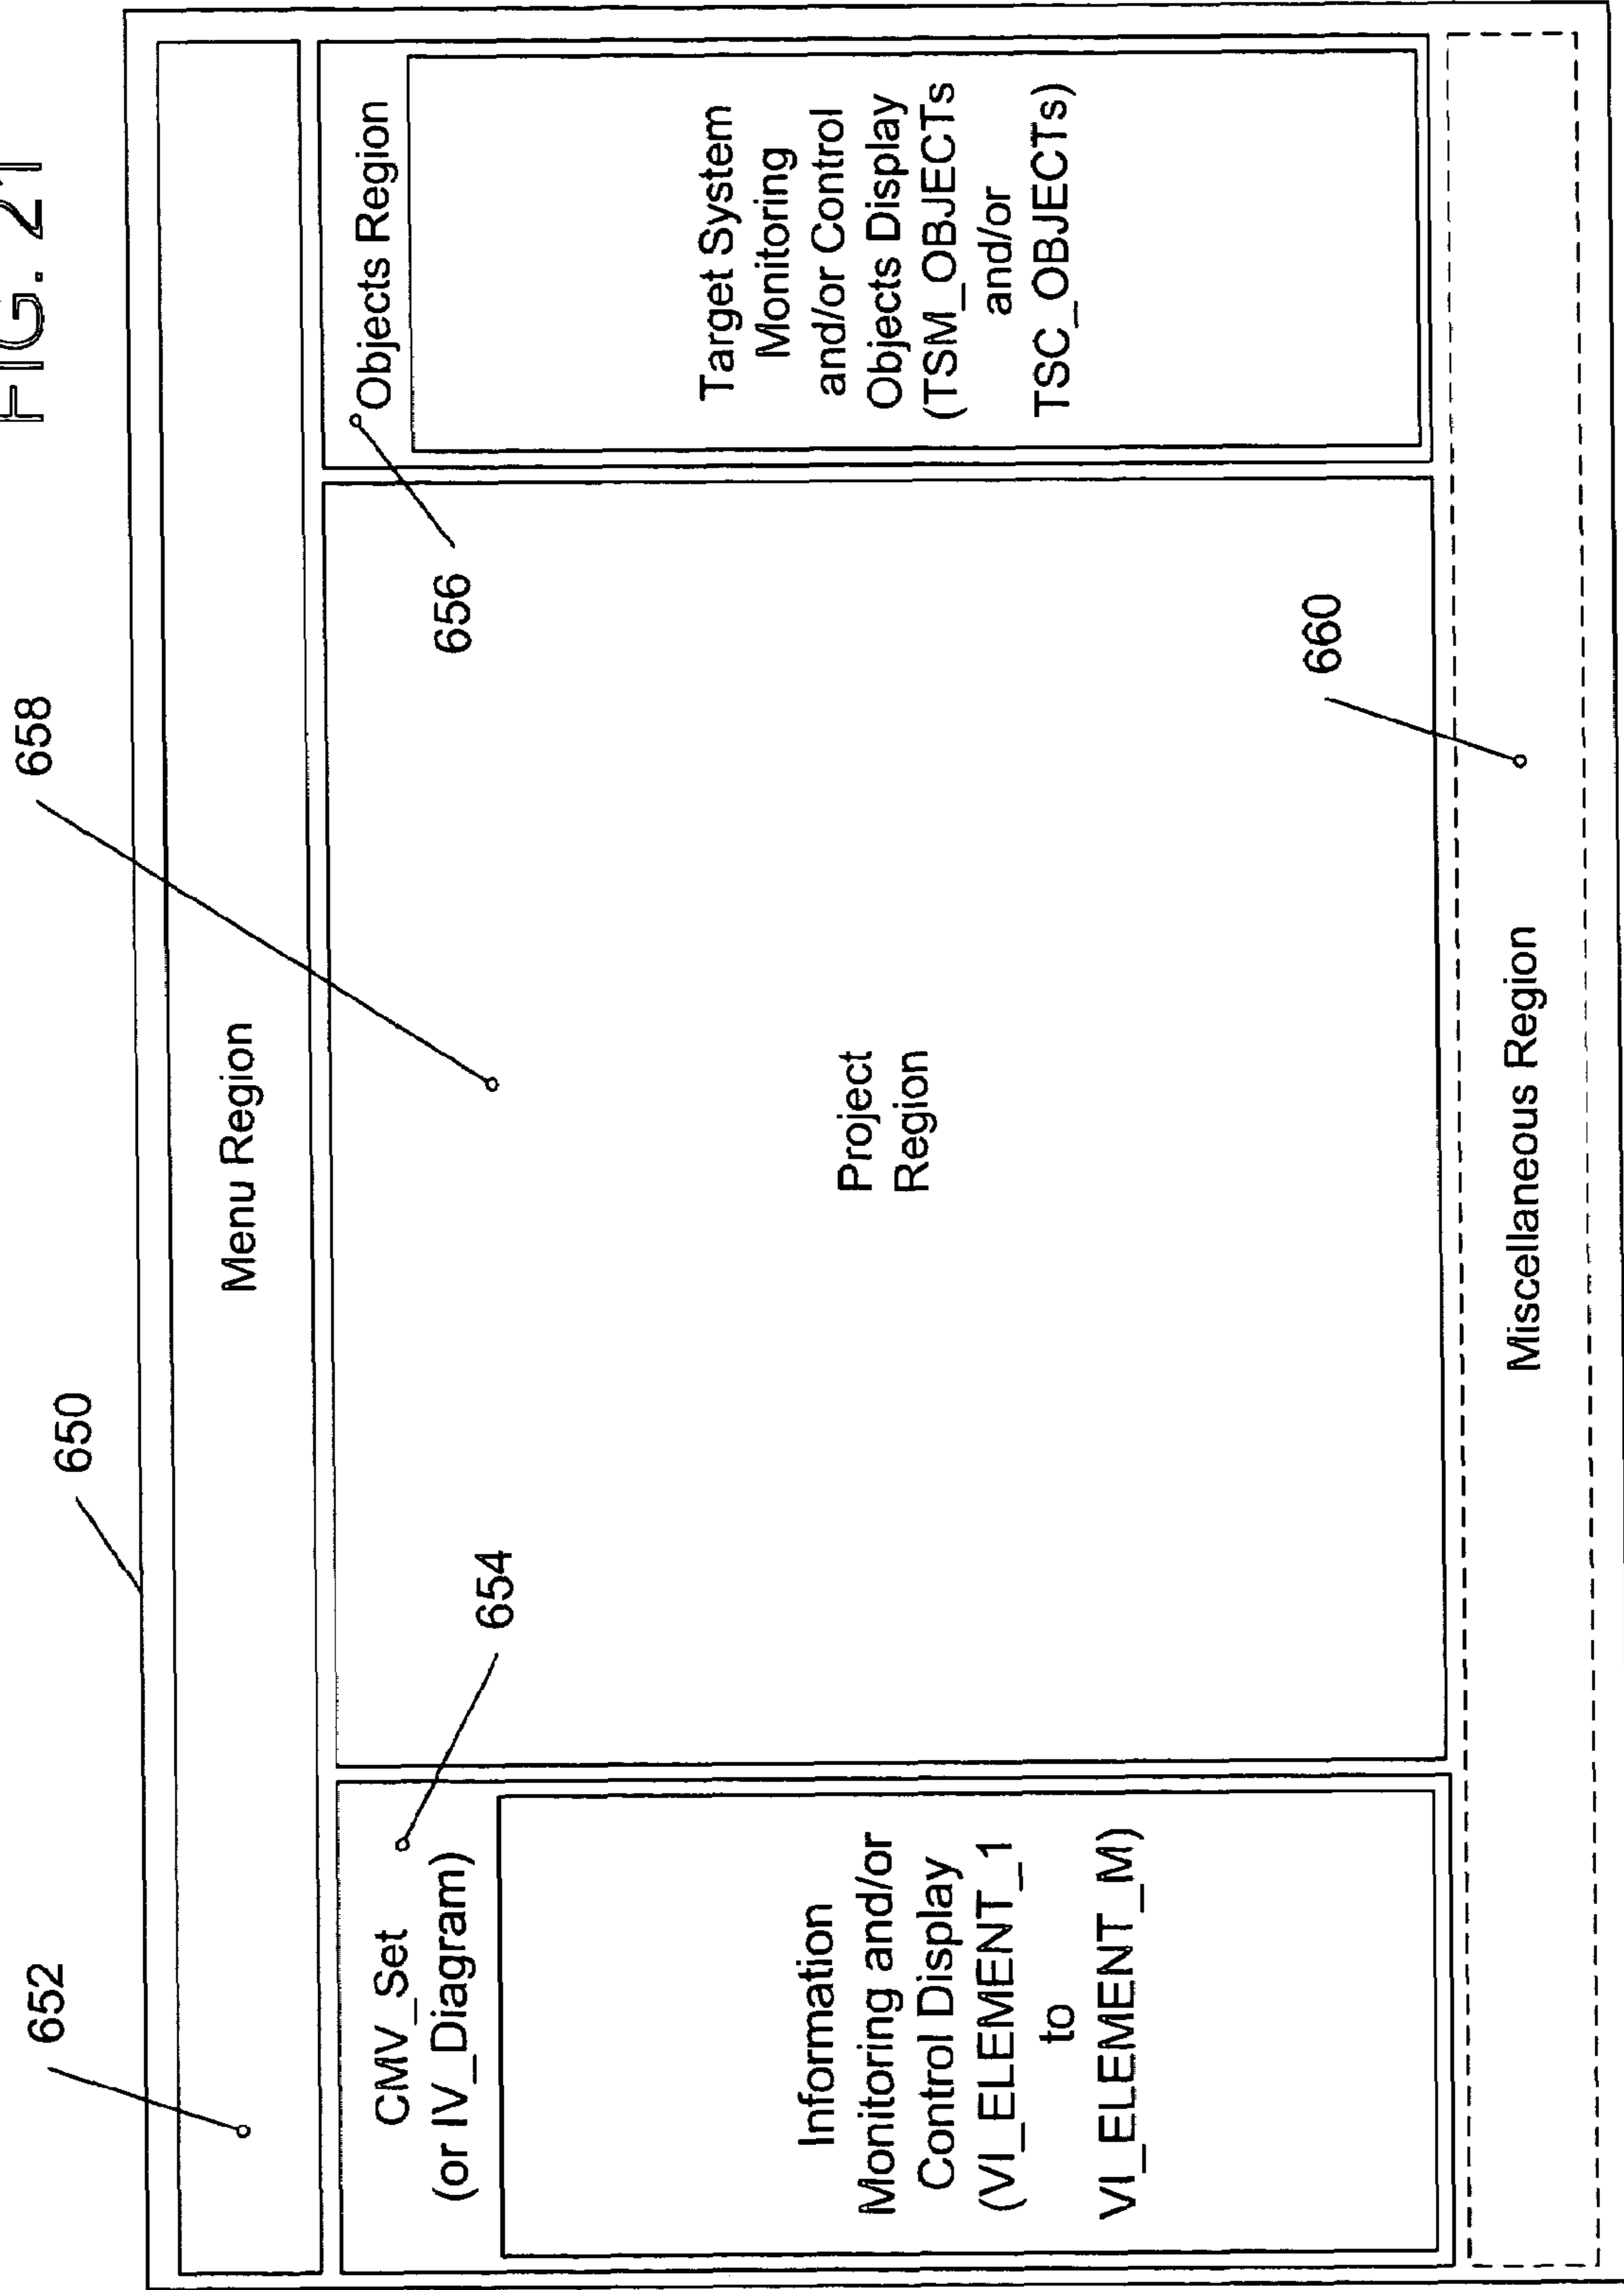 FIG. 21
650
652
658
Menu Region
CMV_Set
(or IV_Diagram)
654
Information
Monitoring and/or
Control Display
(VI_ELEMENT_1
to
VI_ELEMENT_M)
Project
Region
656
Objects Region
Target System
Monitoring
and/or Control
Objects Display
(TSM_OBJECTs
and/or
TSC_OBJECTs)
660
Miscellaneous Region